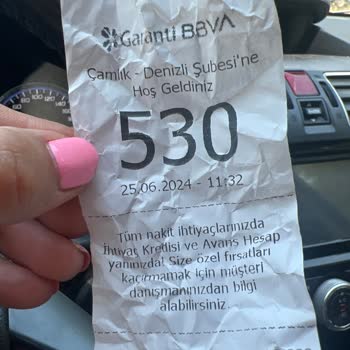 Garanti BBVA
Çamlık - Denizli Şubesi'ne
Hoş Geldiniz
530
25.06.2024 - 11:32
Tüm nakit ihtiyaçlarınızda
İhtiyaç Kredisi ve Avans Hesap
yanınızda! Size özel fırsatları
kaçırmamak için müşteri
danışmanınızdan bilgi
alabilirsiniz.